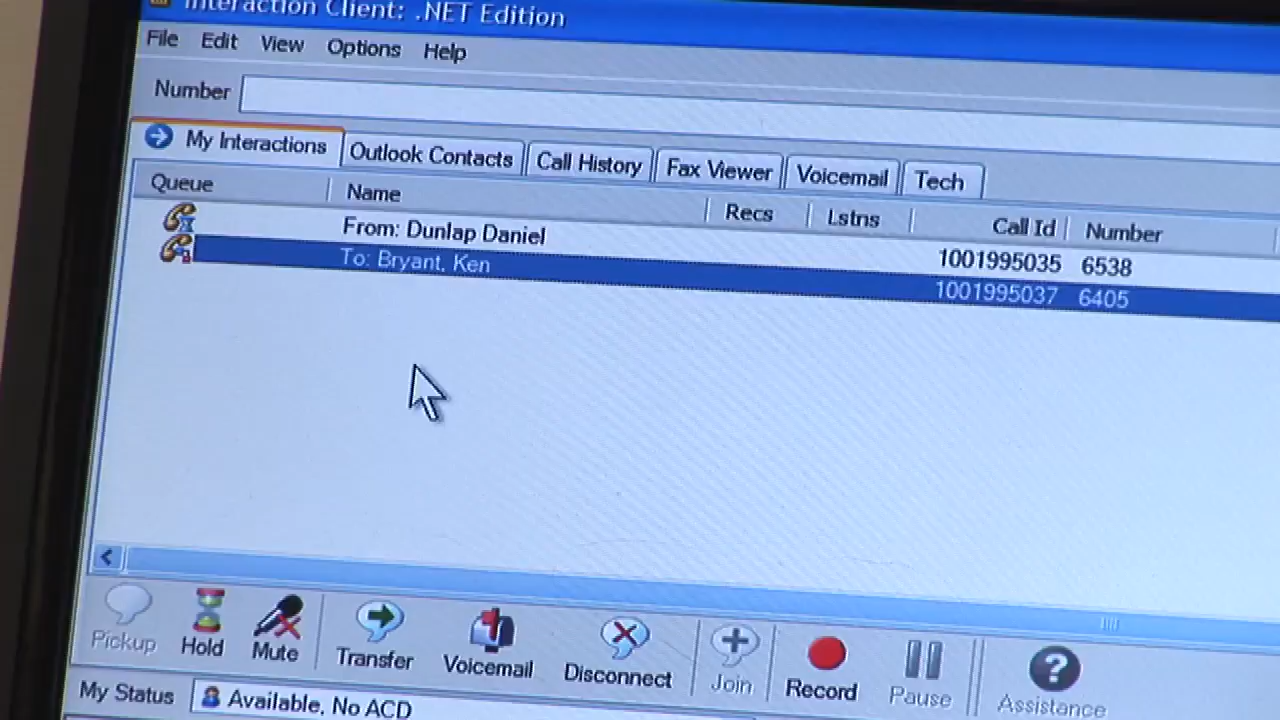 Interaction Client: .NET Edition
File Edit View Options Help
Number
My Interactions Outlook Contacts Call History Fax Viewer Voicemail Tech
Queue Name Recs Lstns Call Id Number
From: Dunlap Daniel 1001995035 6538
To: Bryant, Ken 1001995037 6405
Pickup Hold Mute Transfer Voicemail Disconnect Join Record Pause Assistance
My Status Available, No ACD